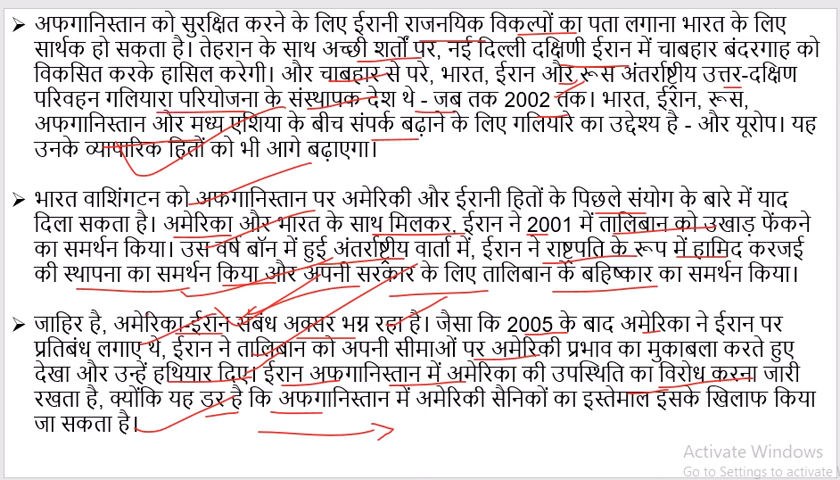 ➢ अफगानिस्तान को सुरक्षित करने के लिए ईरानी राजनयिक विकल्पों का पता लगाना भारत के लिए
सार्थक हो सकता है। तेहरान के साथ अच्छी शर्तों पर, नई दिल्ली दक्षिणी ईरान में चाबहार बंदरगाह को
विकसित करके हासिल करेगी। और चाबहार से परे, भारत, ईरान और रूस अंतर्राष्ट्रीय उत्तर-दक्षिण
परिवहन गलियारा परियोजना के संस्थापक देश थे - जब तक 2002 तक। भारत, ईरान, रूस,
अफगानिस्तान और मध्य एशिया के बीच संपर्क बढ़ाने के लिए गलियारे का उद्देश्य है - और यूरोप। यह
उनके व्यापारिक हितों को भी आगे बढ़ाएगा।
➢ भारत वाशिंगटन को अफगानिस्तान पर अमेरिकी और ईरानी हितों के पिछले संयोग के बारे में याद
दिला सकता है। अमेरिका और भारत के साथ मिलकर, ईरान ने 2001 में तालिबान को उखाड़ फेंकने
का समर्थन किया। उस वर्ष बॉन में हुई अंतर्राष्ट्रीय वार्ता में, ईरान ने राष्ट्रपति के रूप में हामिद करजई
की स्थापना का समर्थन किया और अपनी सरकार के लिए तालिबान के बहिष्कार का समर्थन किया।
➢ जाहिर है, अमेरिका-ईरान संबंध अक्सर भग्न रहा है। जैसा कि 2005 के बाद अमेरिका ने ईरान पर
प्रतिबंध लगाए थे, ईरान ने तालिबान को अपनी सीमाओं पर अमेरिकी प्रभाव का मुकाबला करते हुए
देखा और उन्हें हथियार दिए। ईरान अफगानिस्तान में अमेरिका की उपस्थिति का विरोध करना जारी
रखता है, क्योंकि यह डर है कि अफगानिस्तान में अमेरिकी सैनिकों का इस्तेमाल इसके खिलाफ किया
जा सकता है।
Activate Windows
Go to Settings to activate